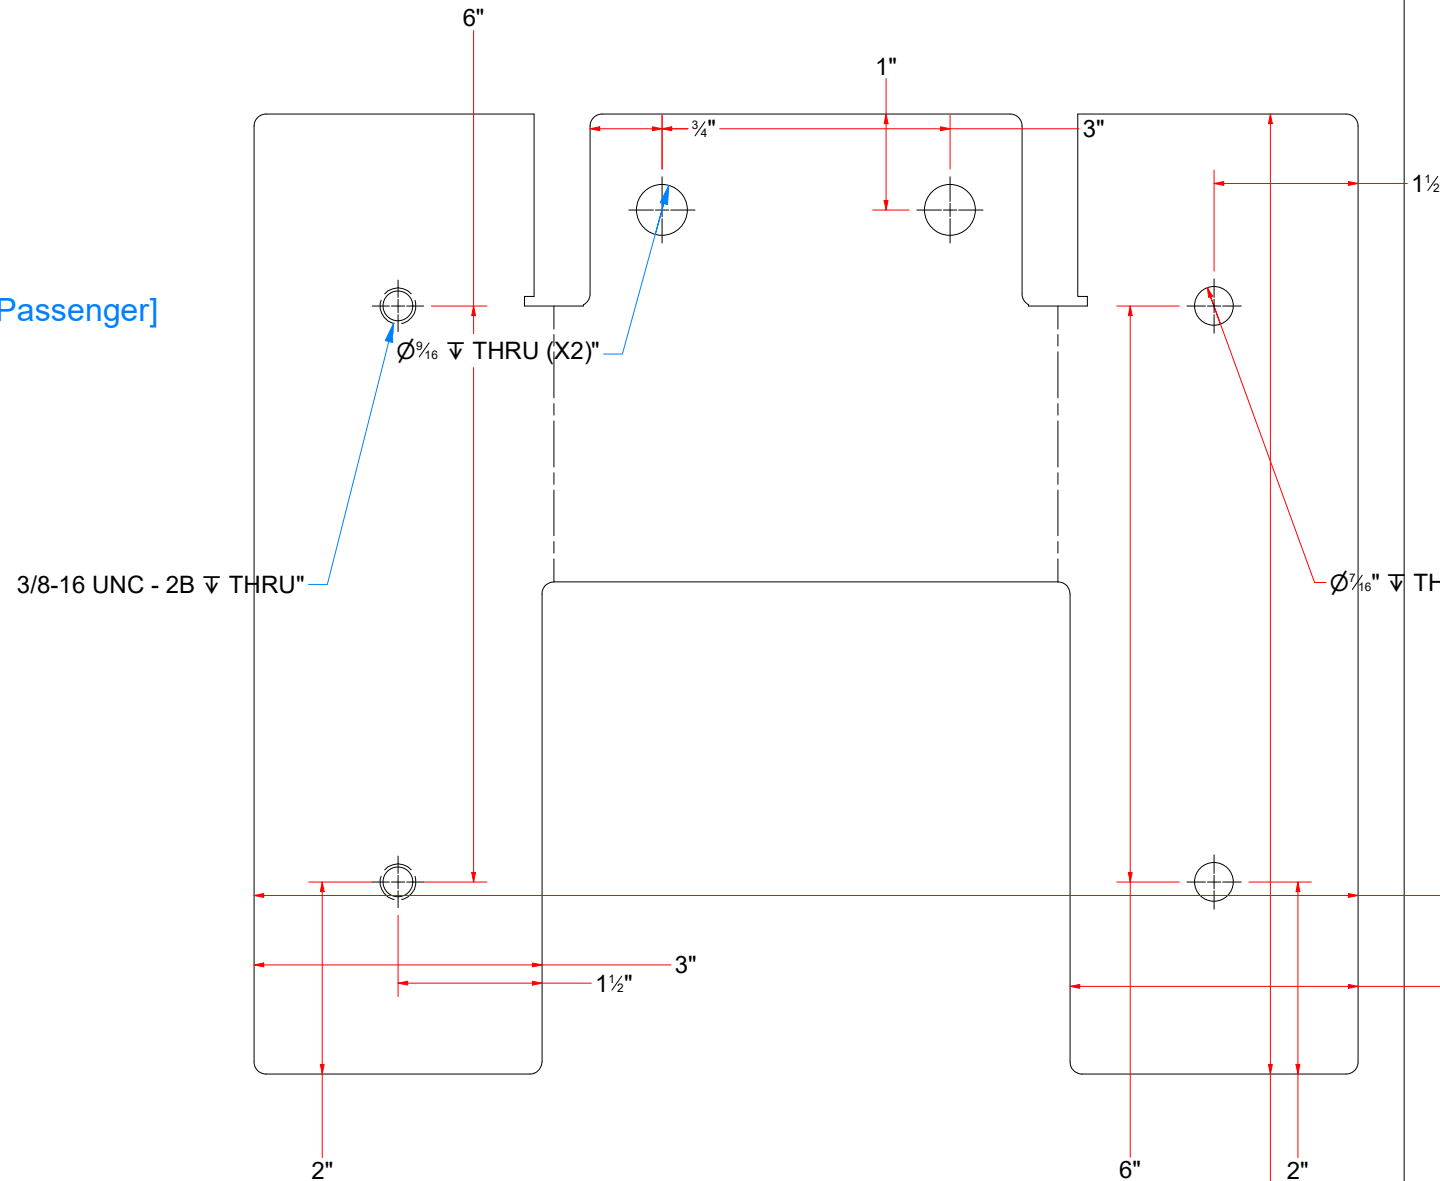 6"
1"
¾"
3"
1½
Passenger]
Ø⁹⁄₁₆ ↧ THRU (X2)"
3/8-16 UNC - 2B ↧ THRU"
Ø⁷⁄₁₆" ↧ TH
3"
1½"
2"
6"
2"